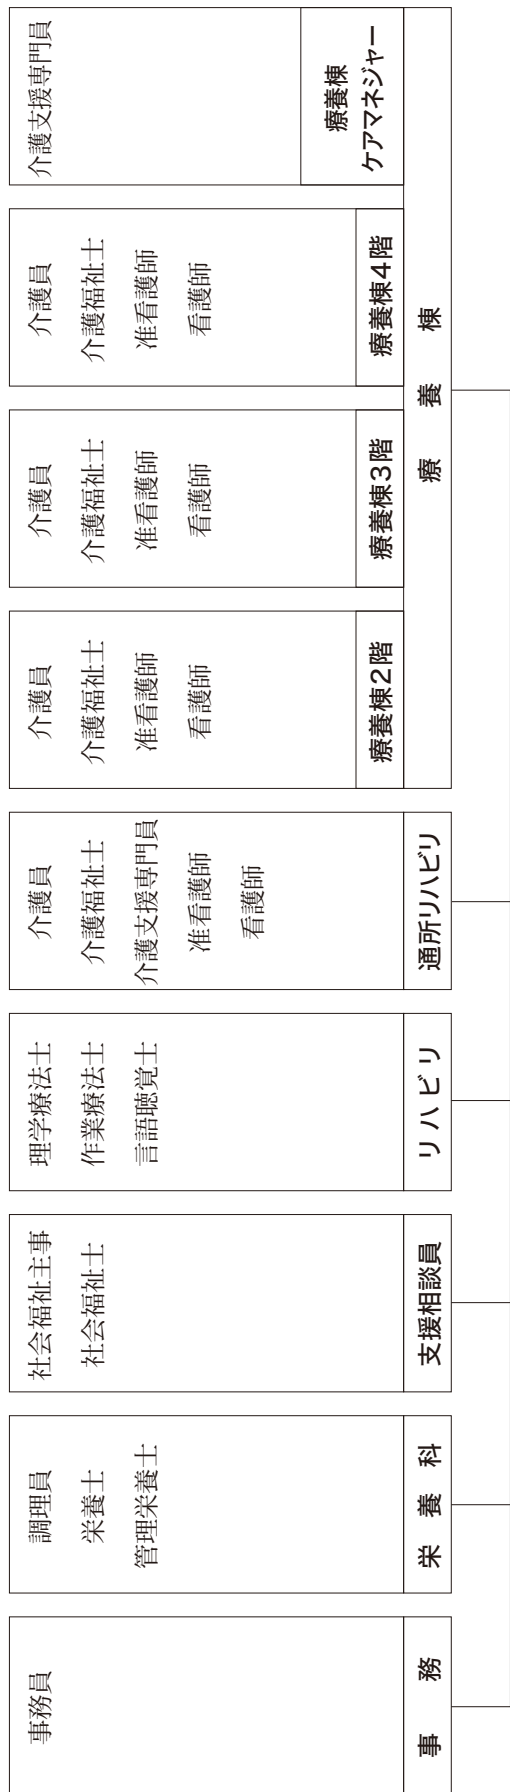 事務員
事　務
調理員
栄養士
管理栄養士
栄　養　科
社会福祉主事
社会福祉士
支援相談員
理学療法士
作業療法士
言語聴覚士
リハビリ
介護員
介護福祉士
介護支援専門員
准看護師
看護師
通所リハビリ
介護員
介護福祉士
准看護師
看護師
療養棟2階
介護員
介護福祉士
准看護師
看護師
療養棟3階
介護員
介護福祉士
准看護師
看護師
療養棟4階
介護支援専門員
療養棟
ケアマネジャー
療　養　棟